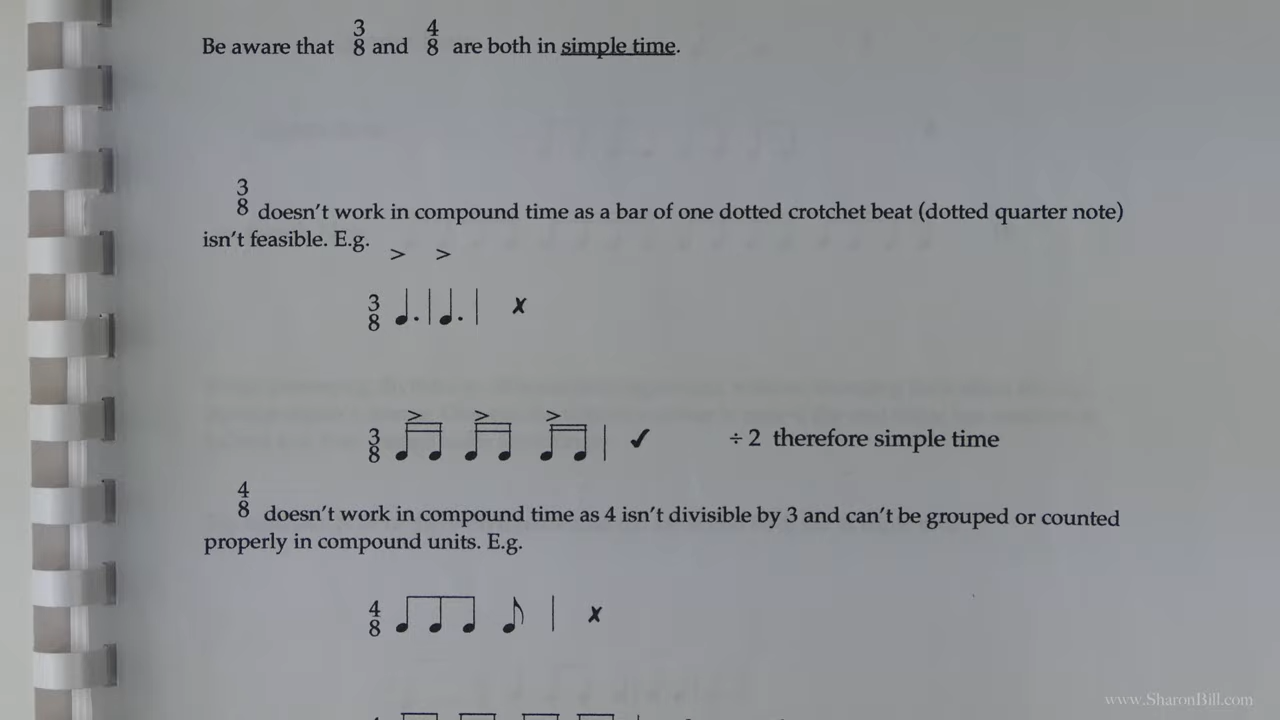 Be aware that 3/8 and 4/8 are both in simple time.
3/8 doesn't work in compound time as a bar of one dotted crotchet beat (dotted quarter note)
isn't feasible. E.g.
> >
3/8 ✗
> > >
3/8 ✓ ÷ 2 therefore simple time
4/8 doesn't work in compound time as 4 isn't divisible by 3 and can't be grouped or counted
properly in compound units. E.g.
4/8 ✗
www.SharonBill.com